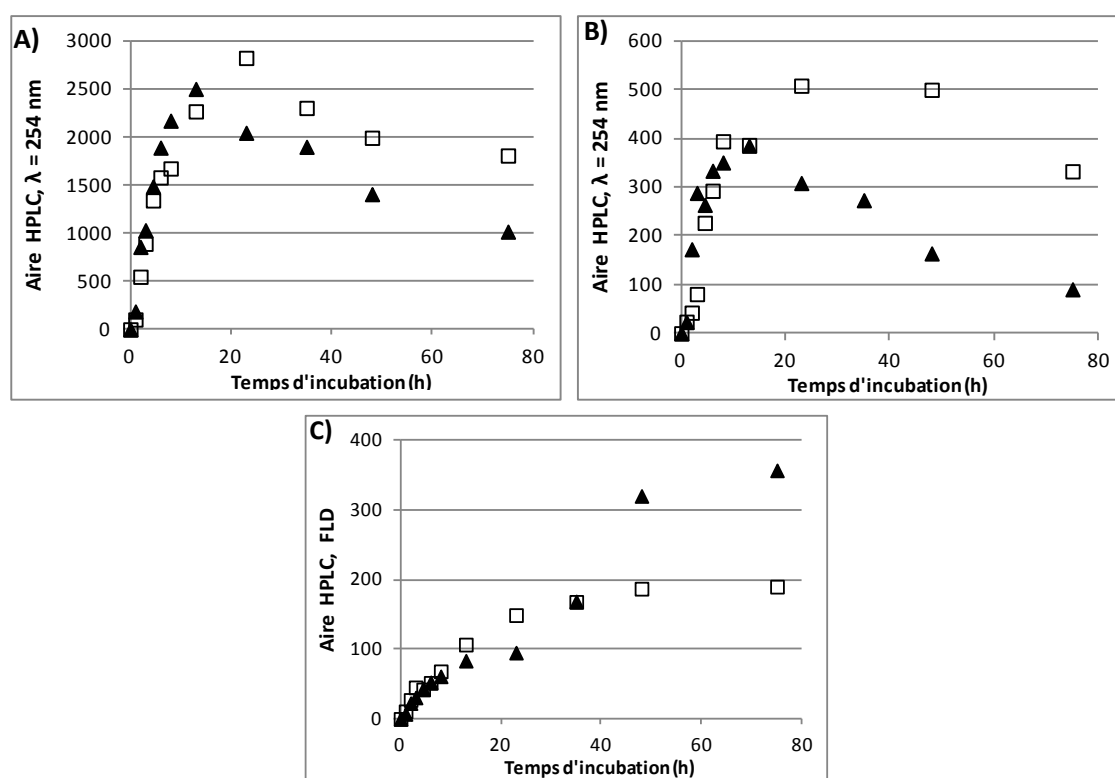 A)
Aire HPLC, λ = 254 nm
3000
2500
2000
1500
1000
500
0
0 20 40 60 80
Temps d'incubation (h)
B)
Aire HPLC, λ = 254 nm
600
500
400
300
200
100
0
0 20 40 60 80
Temps d'incubation (h)
C)
Aire HPLC, FLD
400
300
200
100
0
0 20 40 60 80
Temps d'incubation (h)